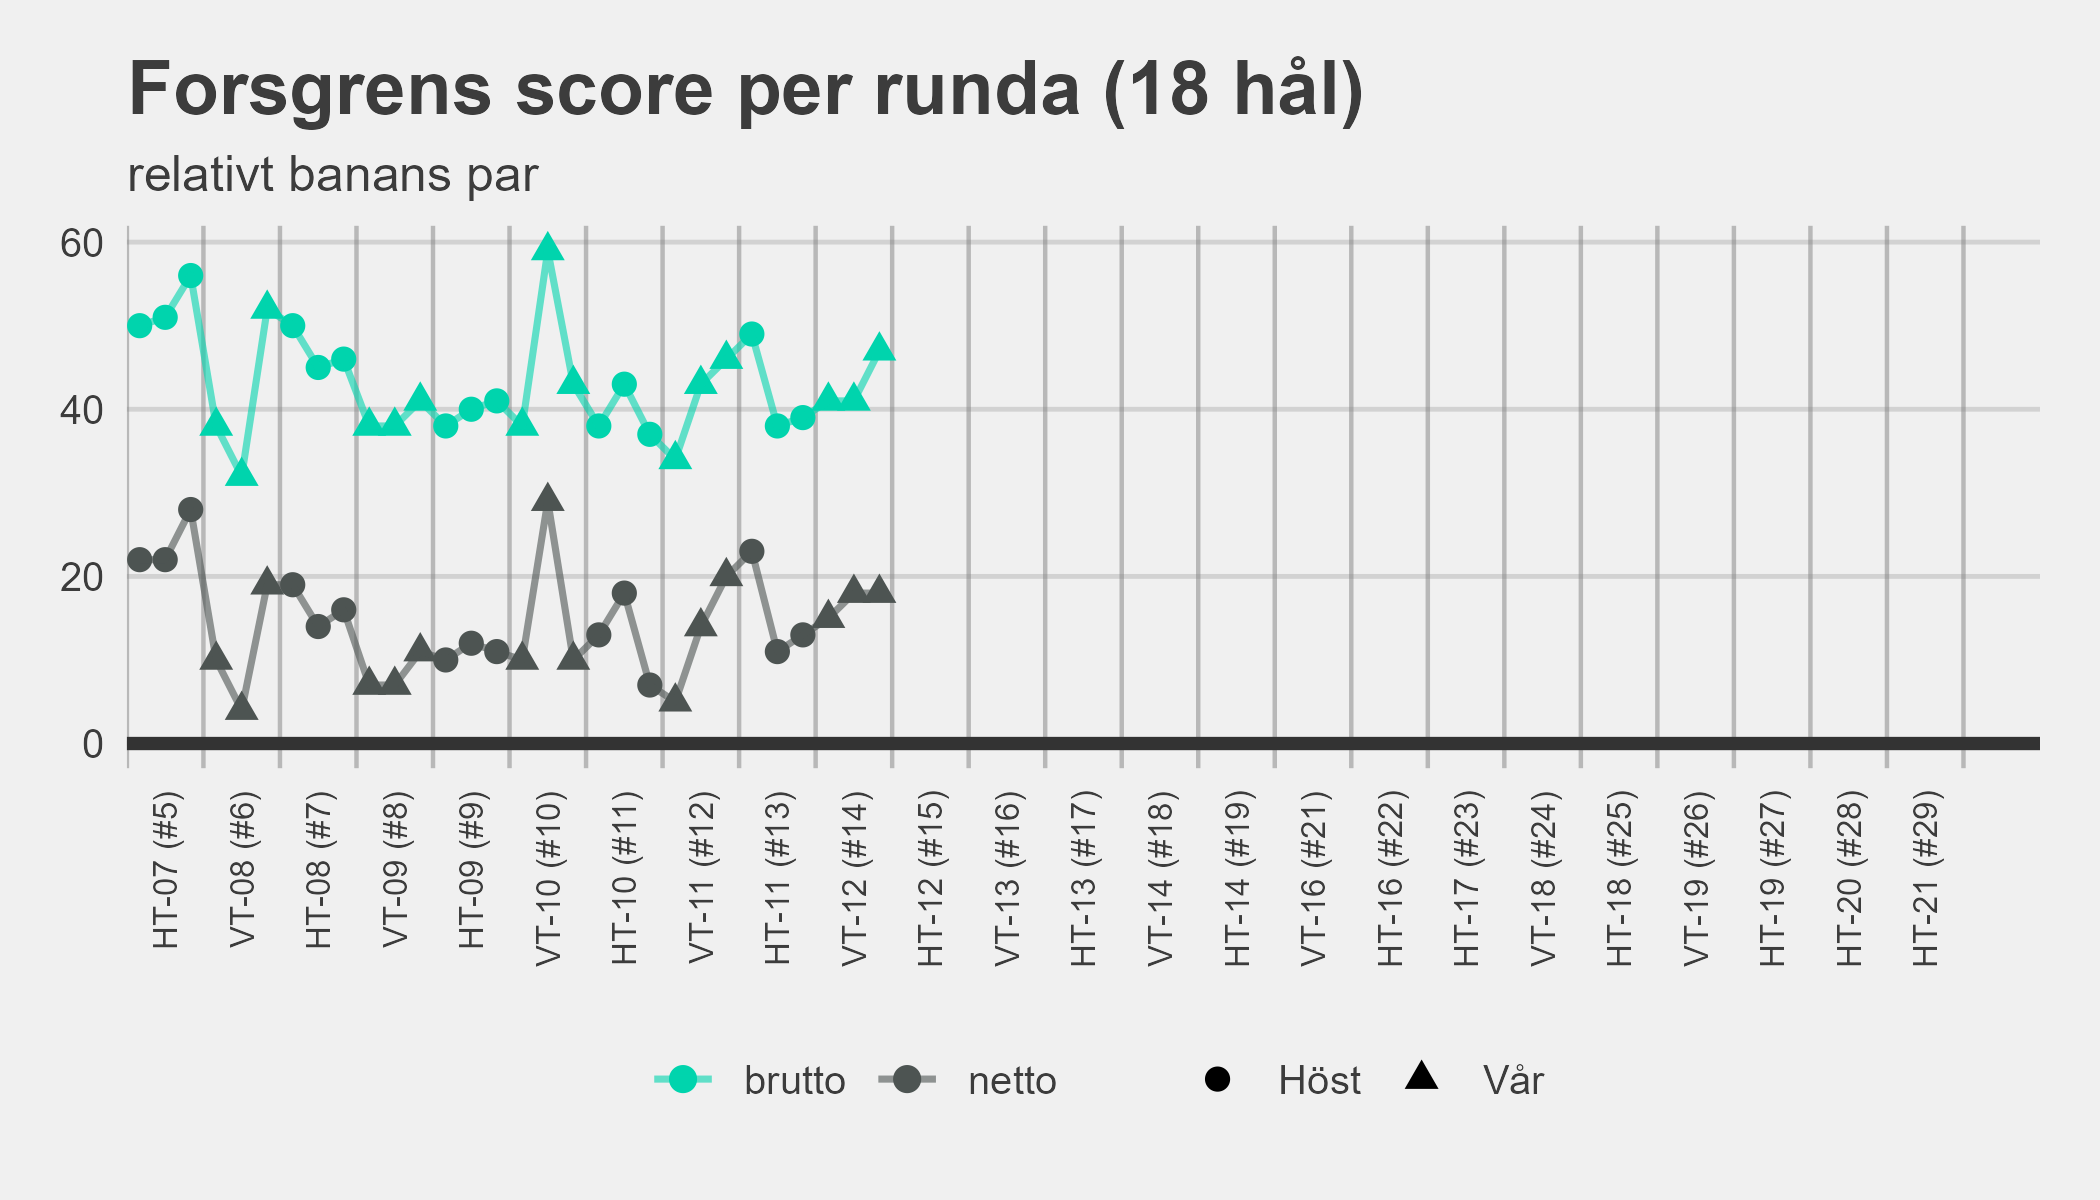 Forsgrens score per runda (18 hål)
relativt banans par
60
40
20
0
HT-07 (#5)
VT-08 (#6)
HT-08 (#7)
VT-09 (#8)
HT-09 (#9)
VT-10 (#10)
HT-10 (#11)
VT-11 (#12)
HT-11 (#13)
VT-12 (#14)
HT-12 (#15)
VT-13 (#16)
HT-13 (#17)
VT-14 (#18)
HT-14 (#19)
VT-16 (#21)
HT-16 (#22)
HT-17 (#23)
VT-18 (#24)
HT-18 (#25)
VT-19 (#26)
HT-19 (#27)
HT-20 (#28)
HT-21 (#29)
brutto netto Höst Vår